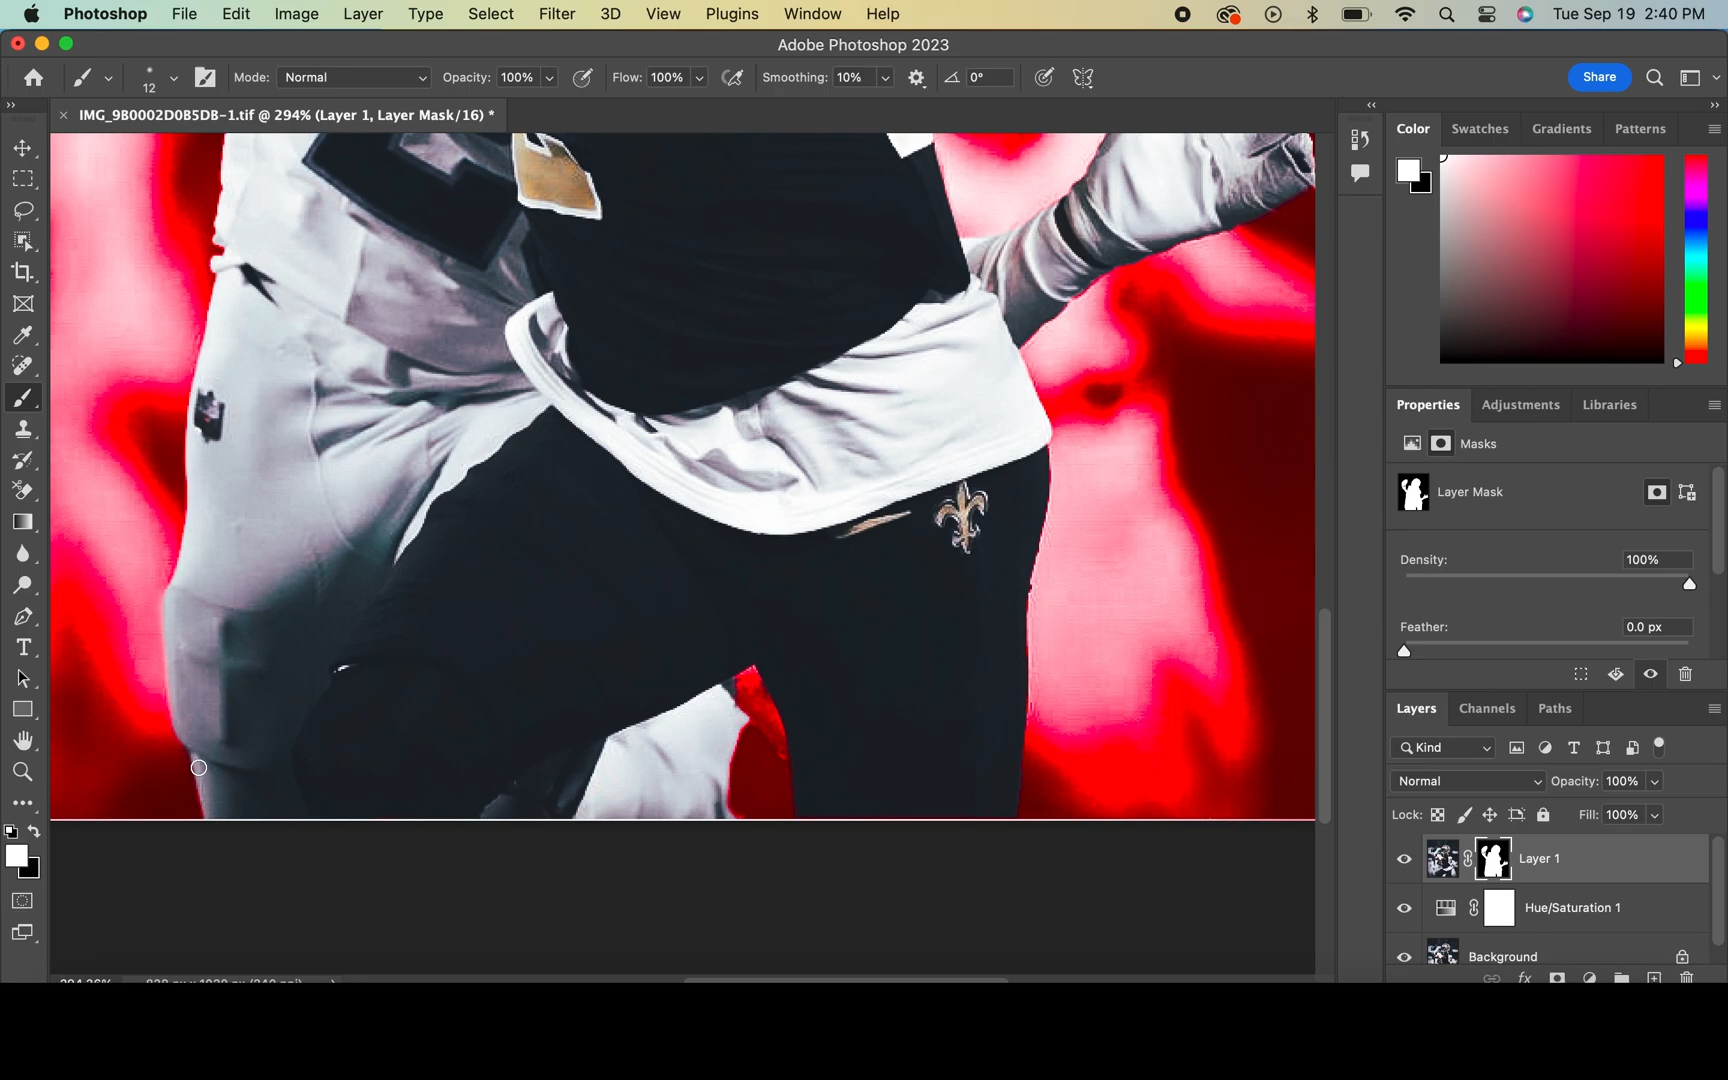 Photoshop File Edit Image Layer Type Select Filter 3D View Plugins Window Help Tue Sep 19 2:40 PM
Adobe Photoshop 2023
12 Mode: Normal Opacity: 100% Flow: 100% Smoothing: 10% 0° Share
× IMG_9B0002D0B5DB-1.tif @ 294% (Layer 1, Layer Mask/16) *
Color Swatches Gradients Patterns
Properties Adjustments Libraries
Masks
Layer Mask
Density: 100%
Feather: 0.0 px
Layers Channels Paths
Kind
Normal Opacity: 100%
Lock: Fill: 100%
Layer 1
Hue/Saturation 1
Background
fx